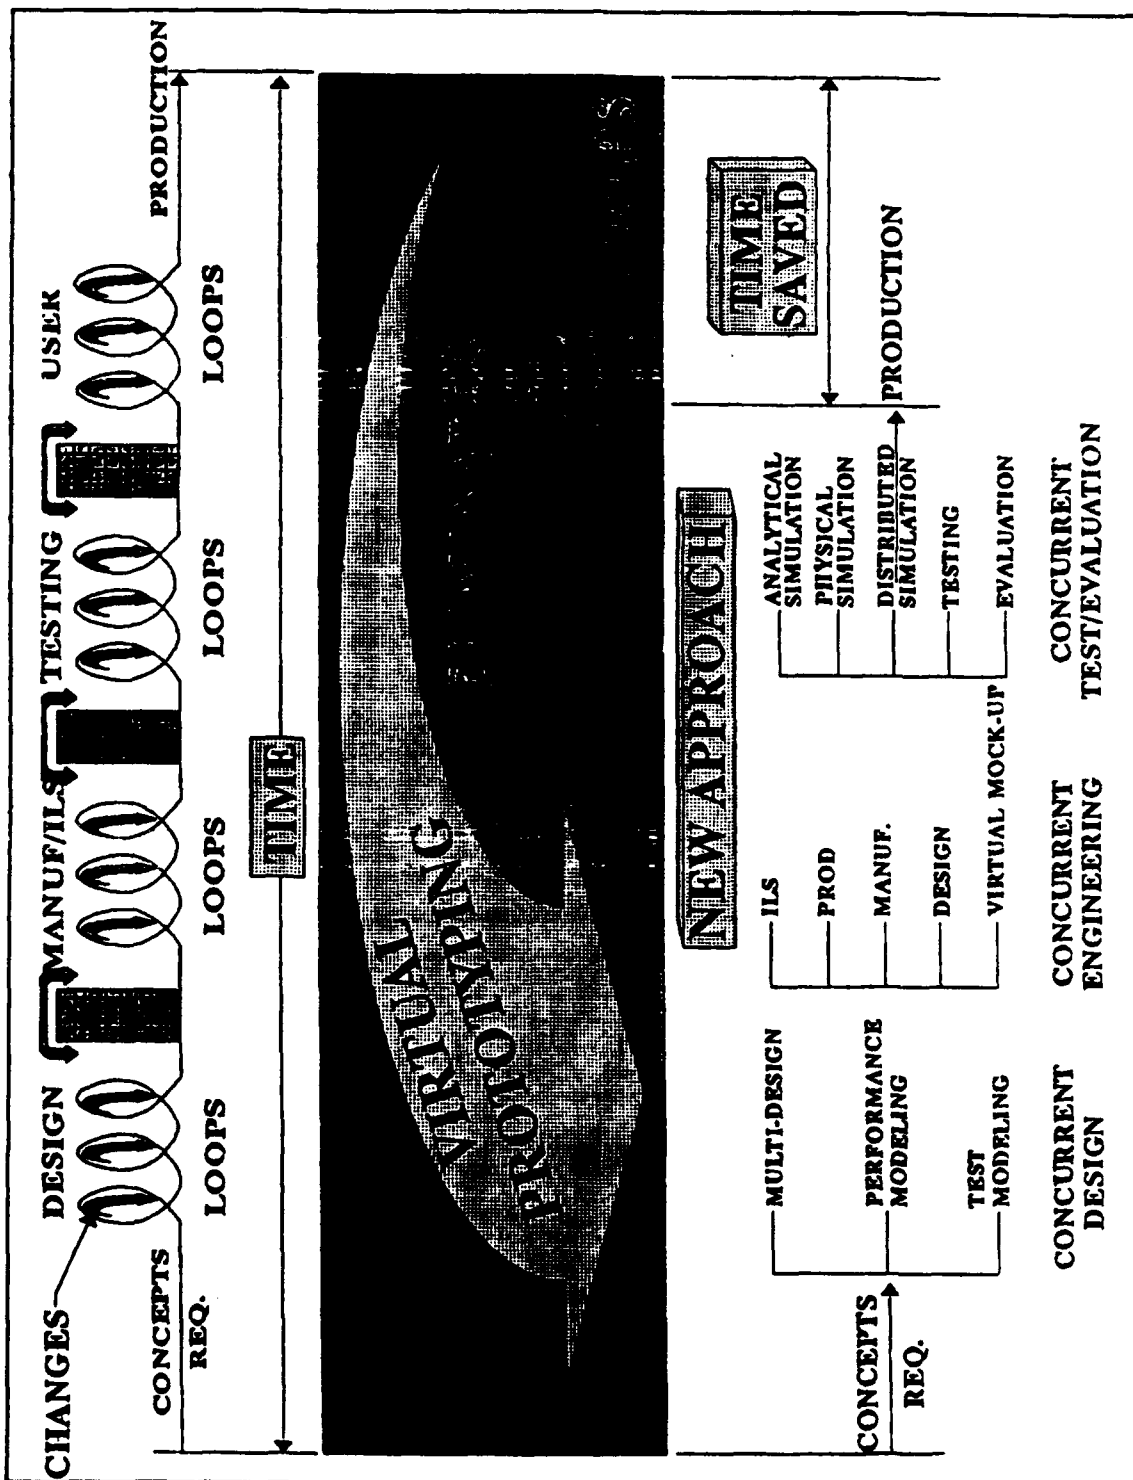 CHANGES
DESIGN
MANUF/ILS
TESTING
USER
CONCEPTS
REQ.
PRODUCTION
LOOPS
LOOPS
LOOPS
LOOPS
TIME
VIRTUAL
PROTOTYPING
NEW APPROACH
TIME
SAVED
CONCEPTS
REQ.
MULTI-DESIGN
PERFORMANCE
MODELING
TEST
MODELING
CONCURRENT
DESIGN
ILS
PROD
MANUF.
DESIGN
VIRTUAL MOCK-UP
CONCURRENT
ENGINEERING
ANALYTICAL
SIMULATION
PHYSICAL
SIMULATION
DISTRIBUTED
SIMULATION
TESTING
EVALUATION
CONCURRENT
TEST/EVALUATION
PRODUCTION